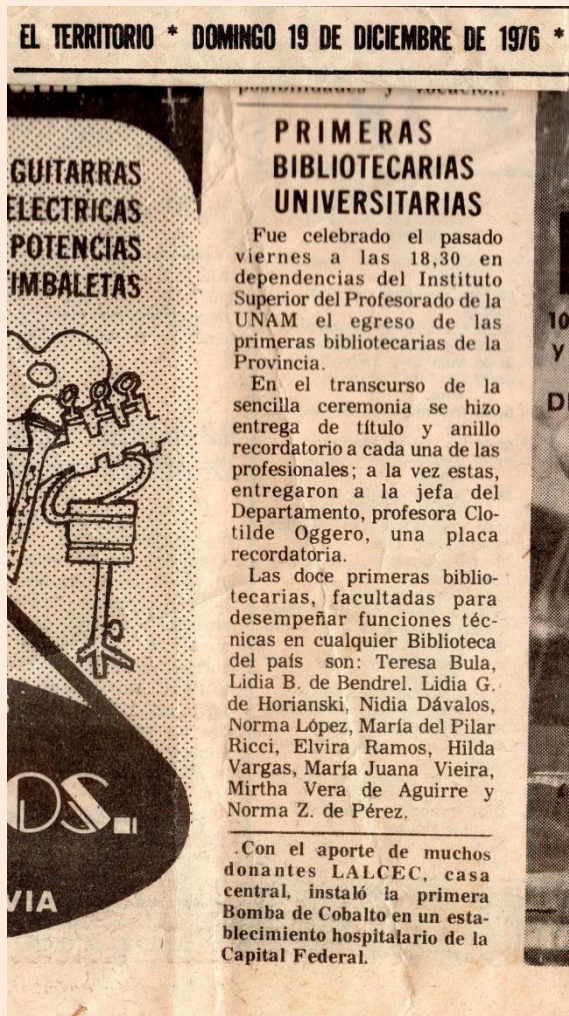 EL TERRITORIO * DOMINGO 19 DE DICIEMBRE DE 1976 *
posibilidades y vocación.
PRIMERAS
BIBLIOTECARIAS
UNIVERSITARIAS
Fue celebrado el pasado
viernes a las 18,30 en
dependencias del Instituto
Superior del Profesorado de la
UNAM el egreso de las
primeras bibliotecarias de la
Provincia.
En el transcurso de la
sencilla ceremonia se hizo
entrega de título y anillo
recordatorio a cada una de las
profesionales; a la vez estas,
entregaron a la jefa del
Departamento, profesora Clo-
tilde Oggero, una placa
recordatoria.
Las doce primeras biblio-
tecarias, facultadas para
desempeñar funciones téc-
nicas en cualquier Biblioteca
del país son: Teresa Bula,
Lidia B. de Bendrel. Lidia G.
de Horianski, Nidia Dávalos,
Norma López, María del Pilar
Ricci, Elvira Ramos, Hilda
Vargas, María Juana Vieira,
Mirtha Vera de Aguirre y
Norma Z. de Pérez.
.Con el aporte de muchos
donantes LALCEC, casa
central, instaló la primera
Bomba de Cobalto en un esta-
blecimiento hospitalario de la
Capital Federal.
GUITARRAS
ELECTRICAS
POTENCIAS
TIMBALETAS
OS.
VIA
10
y
D